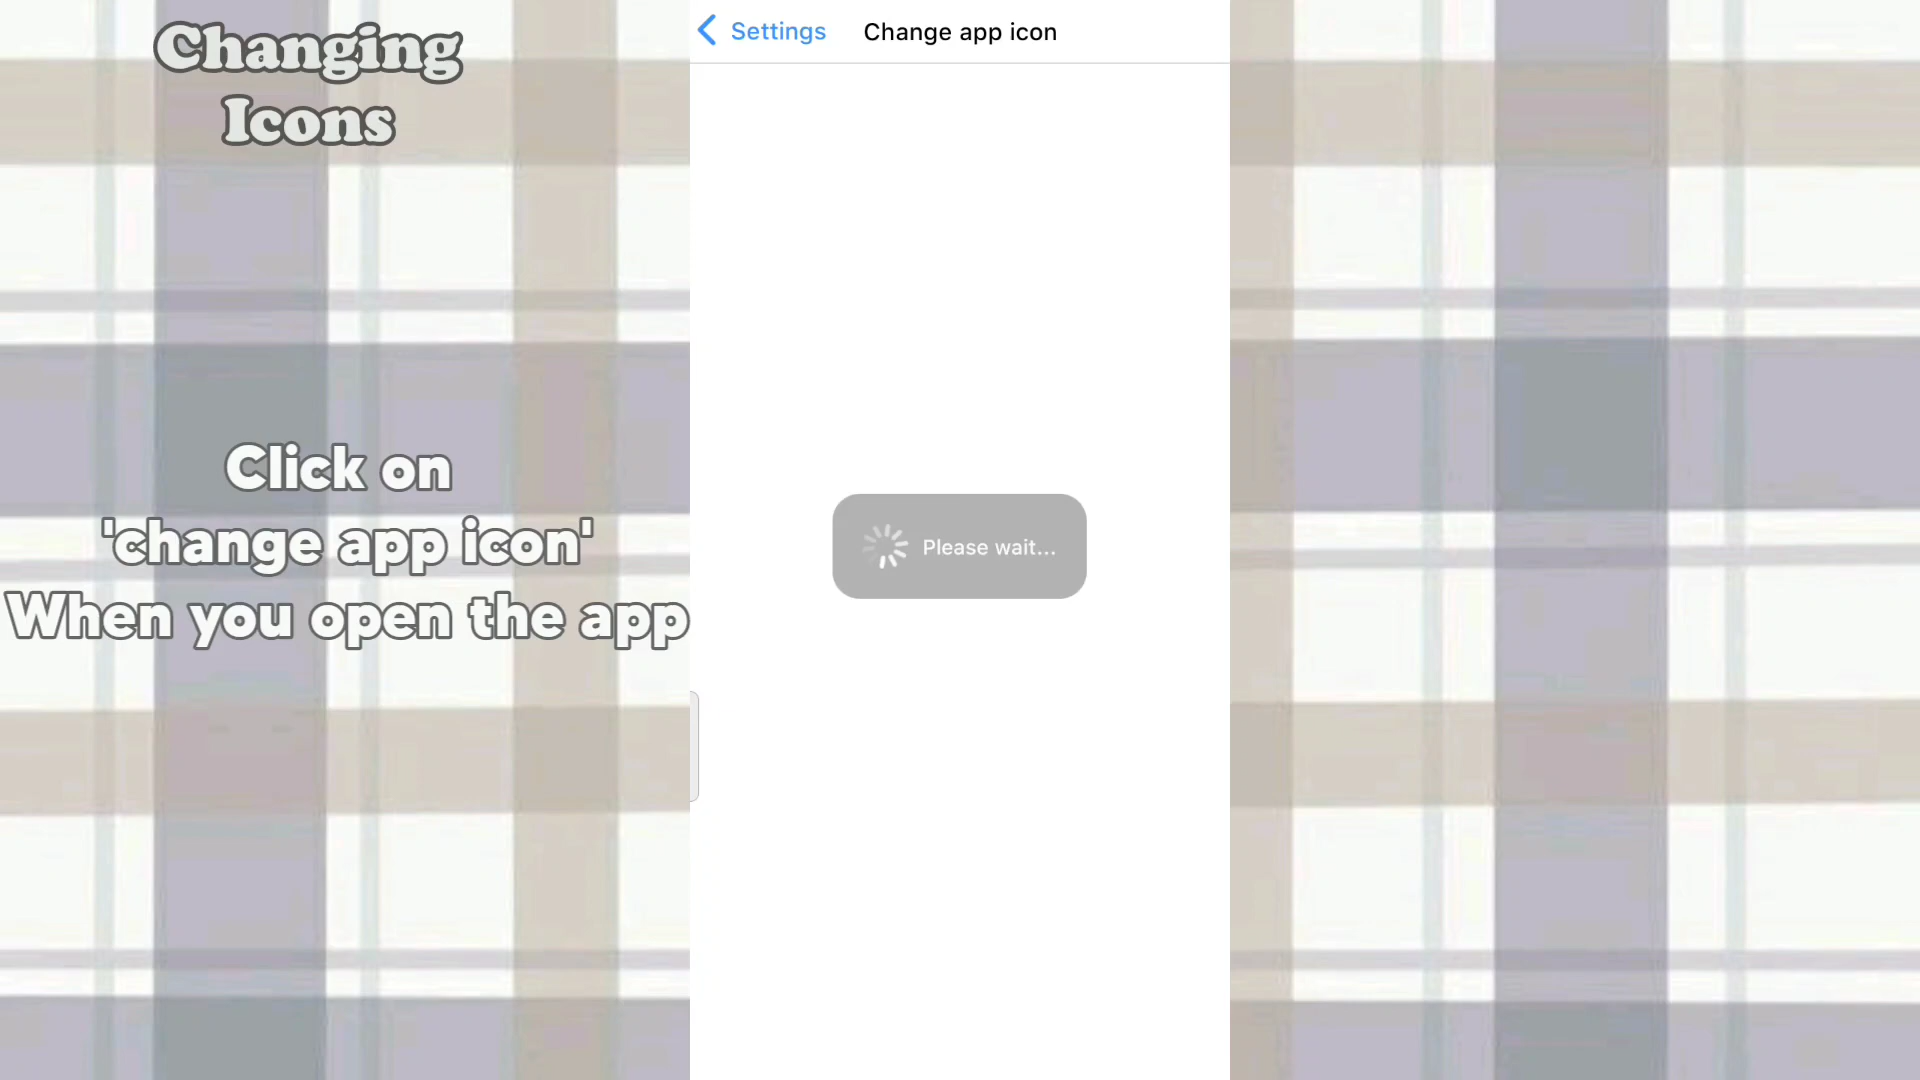 Changing
Icons
Click on
'change app icon'
When you open the app
Settings
Change app icon
Please wait...